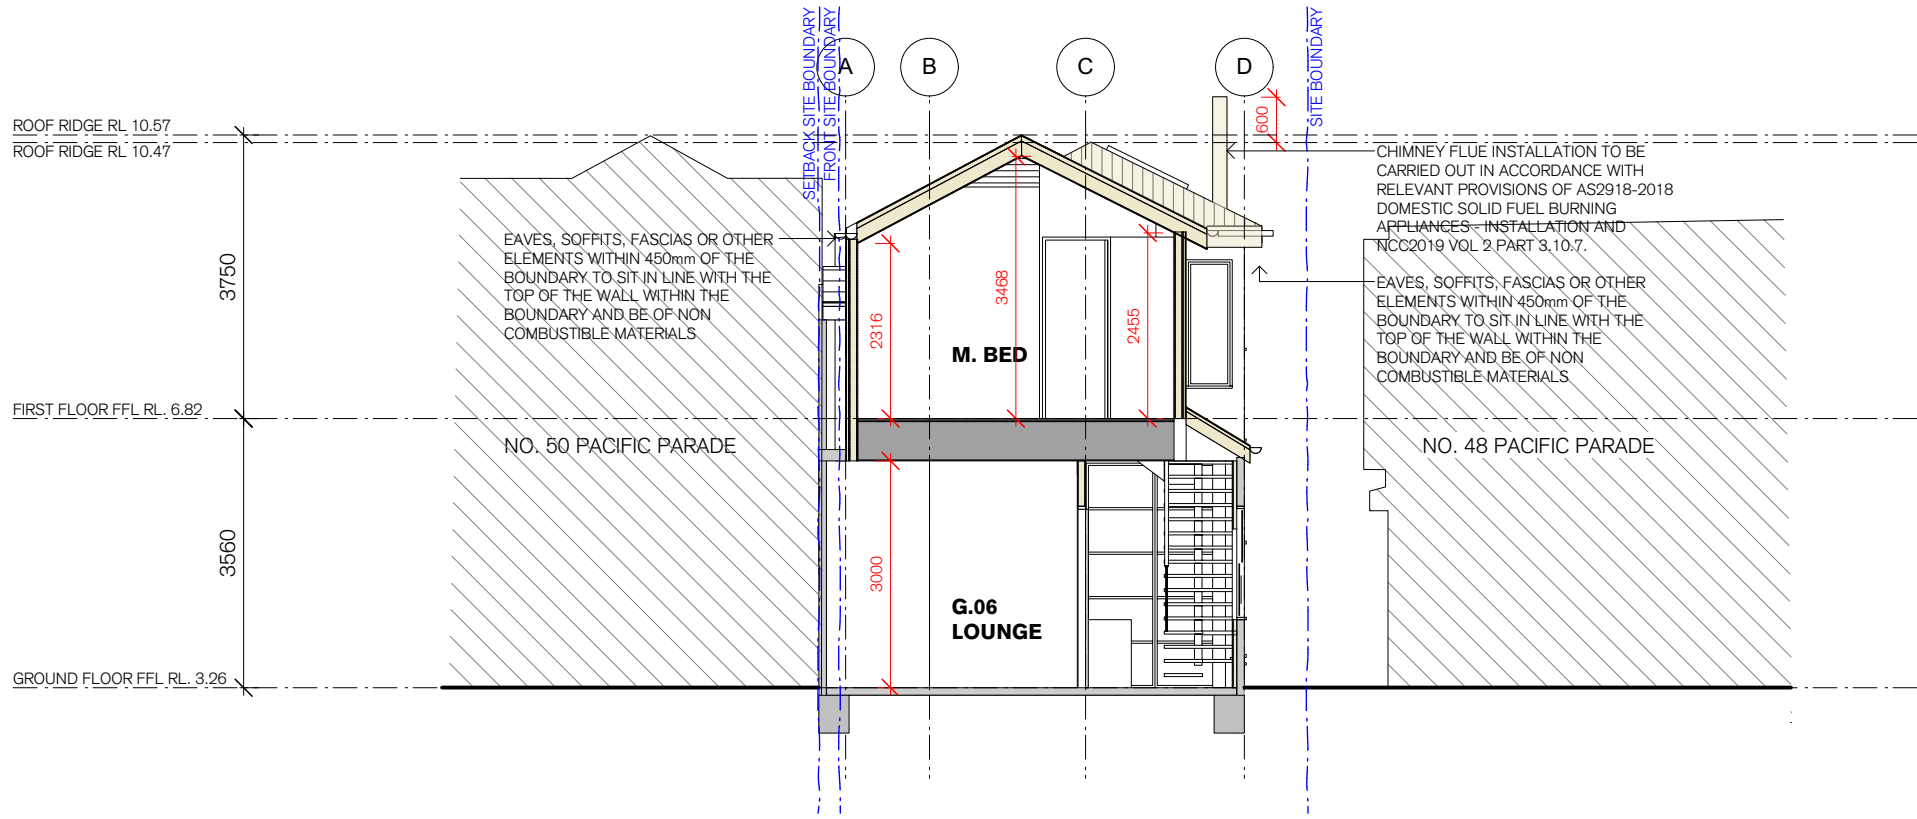 SETBACK SITE BOUNDARY
FRONT SITE BOUNDARY
SITE BOUNDARY
A
B
C
D
600
ROOF RIDGE RL 10.57
ROOF RIDGE RL 10.47
CHIMNEY FLUE INSTALLATION TO BE
CARRIED OUT IN ACCORDANCE WITH
RELEVANT PROVISIONS OF AS2918-2018
DOMESTIC SOLID FUEL BURNING
APPLIANCES - INSTALLATION AND
NCC2019 VOL 2 PART 3.10.7.
EAVES, SOFFITS, FASCIAS OR OTHER
ELEMENTS WITHIN 450mm OF THE
BOUNDARY TO SIT IN LINE WITH THE
TOP OF THE WALL WITHIN THE
BOUNDARY AND BE OF NON
COMBUSTIBLE MATERIALS
EAVES, SOFFITS, FASCIAS OR OTHER
ELEMENTS WITHIN 450mm OF THE
BOUNDARY TO SIT IN LINE WITH THE
TOP OF THE WALL WITHIN THE
BOUNDARY AND BE OF NON
COMBUSTIBLE MATERIALS
3750
2316
3468
2455
M. BED
FIRST FLOOR FFL RL. 6.82
NO. 50 PACIFIC PARADE
NO. 48 PACIFIC PARADE
3560
3000
G.06
LOUNGE
GROUND FLOOR FFL RL. 3.26